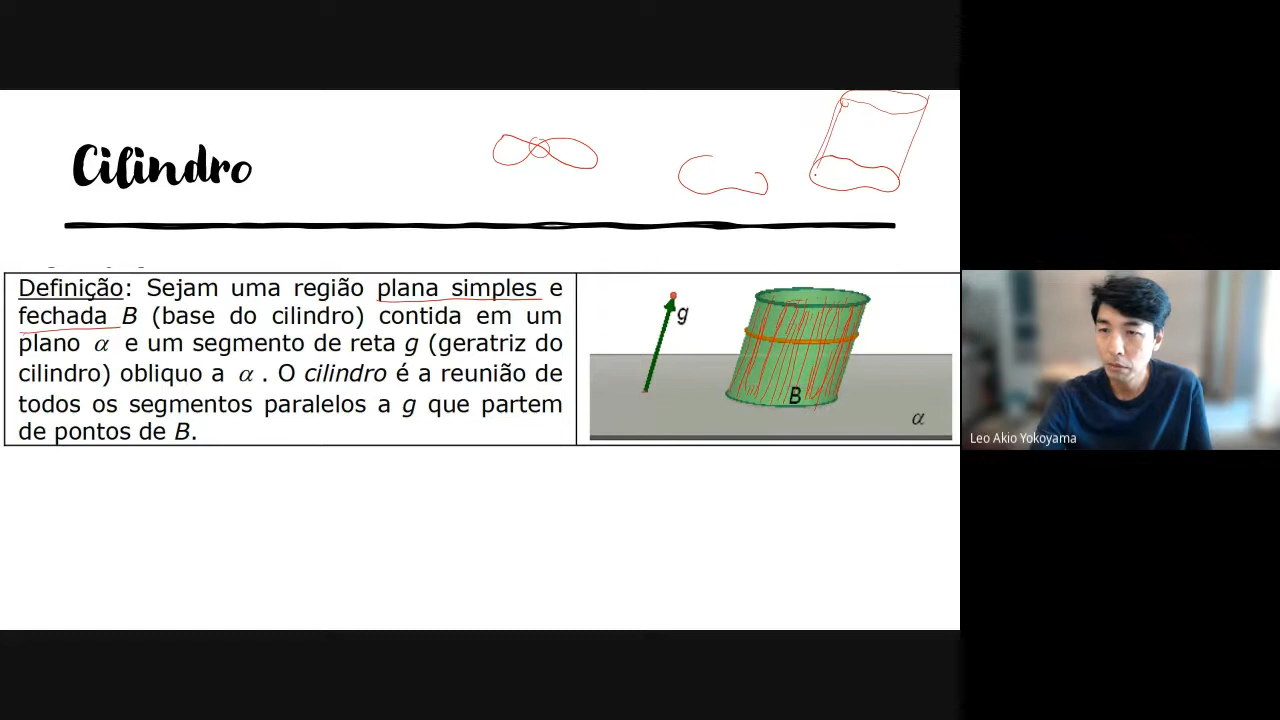 Cilindro
Definição: Sejam uma região plana simples e
fechada B (base do cilindro) contida em um
plano α e um segmento de reta g (geratriz do
cilindro) obliquo a α . O cilindro é a reunião de
todos os segmentos paralelos a g que partem
de pontos de B.
g
B
α
Leo Akio Yokoyama